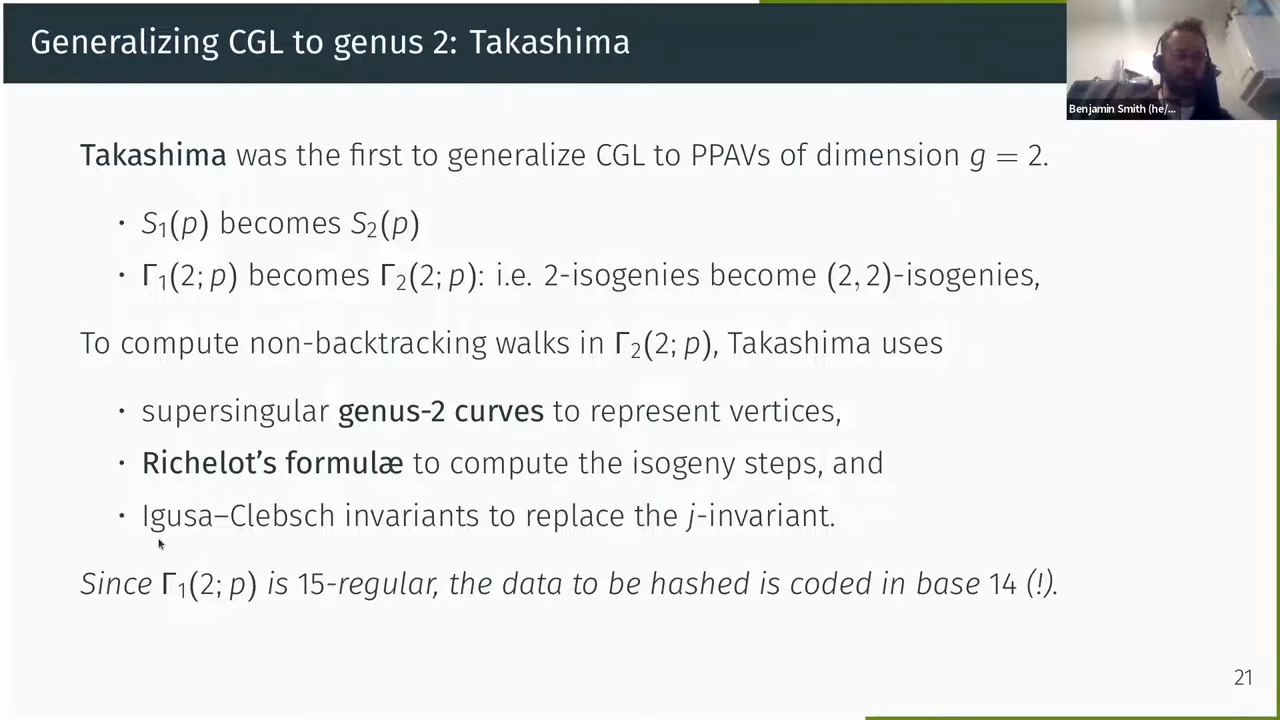 Generalizing CGL to genus 2: Takashima
Benjamin Smith (he/...
Takashima was the first to generalize CGL to PPAVs of dimension g = 2.
· S₁(p) becomes S₂(p)
· Γ₁(2; p) becomes Γ₂(2; p): i.e. 2-isogenies become (2, 2)-isogenies,
To compute non-backtracking walks in Γ₂(2; p), Takashima uses
· supersingular genus-2 curves to represent vertices,
· Richelot's formulæ to compute the isogeny steps, and
· Igusa–Clebsch invariants to replace the j-invariant.
Since Γ₁(2; p) is 15-regular, the data to be hashed is coded in base 14 (!).
21